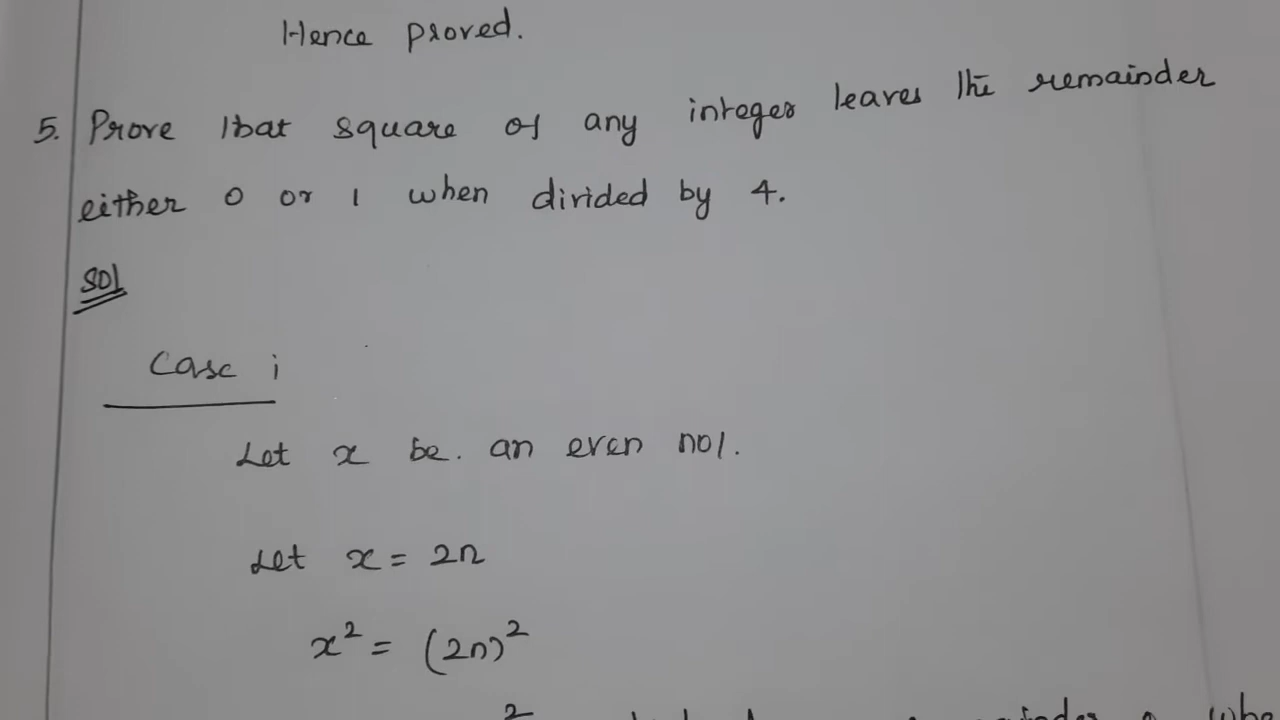 Hence proved.
5. Prove that square of any integer leaves the remainder
either 0 or 1 when divided by 4.
Sol
Case i
Let x be. an even no/.
Let x = 2n
x² = (2n)²
2